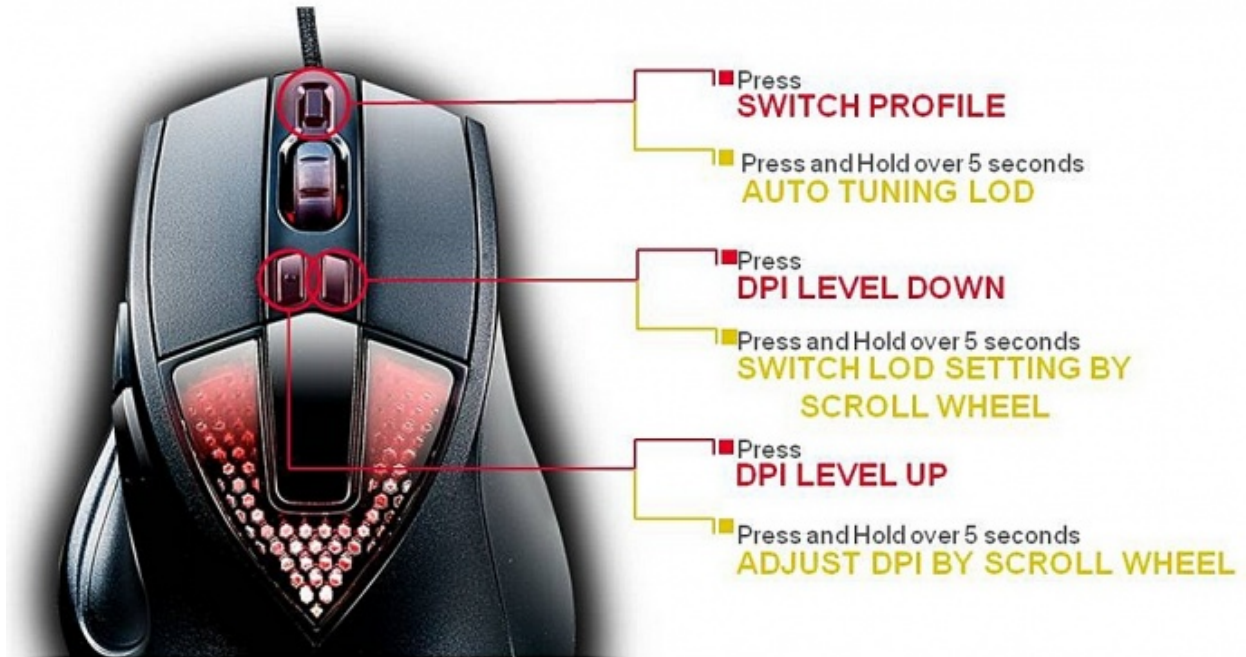 Press
SWITCH PROFILE
Press and Hold over 5 seconds
AUTO TUNING LOD
Press
DPI LEVEL DOWN
Press and Hold over 5 seconds
SWITCH LOD SETTING BY
SCROLL WHEEL
Press
DPI LEVEL UP
Press and Hold over 5 seconds
ADJUST DPI BY SCROLL WHEEL